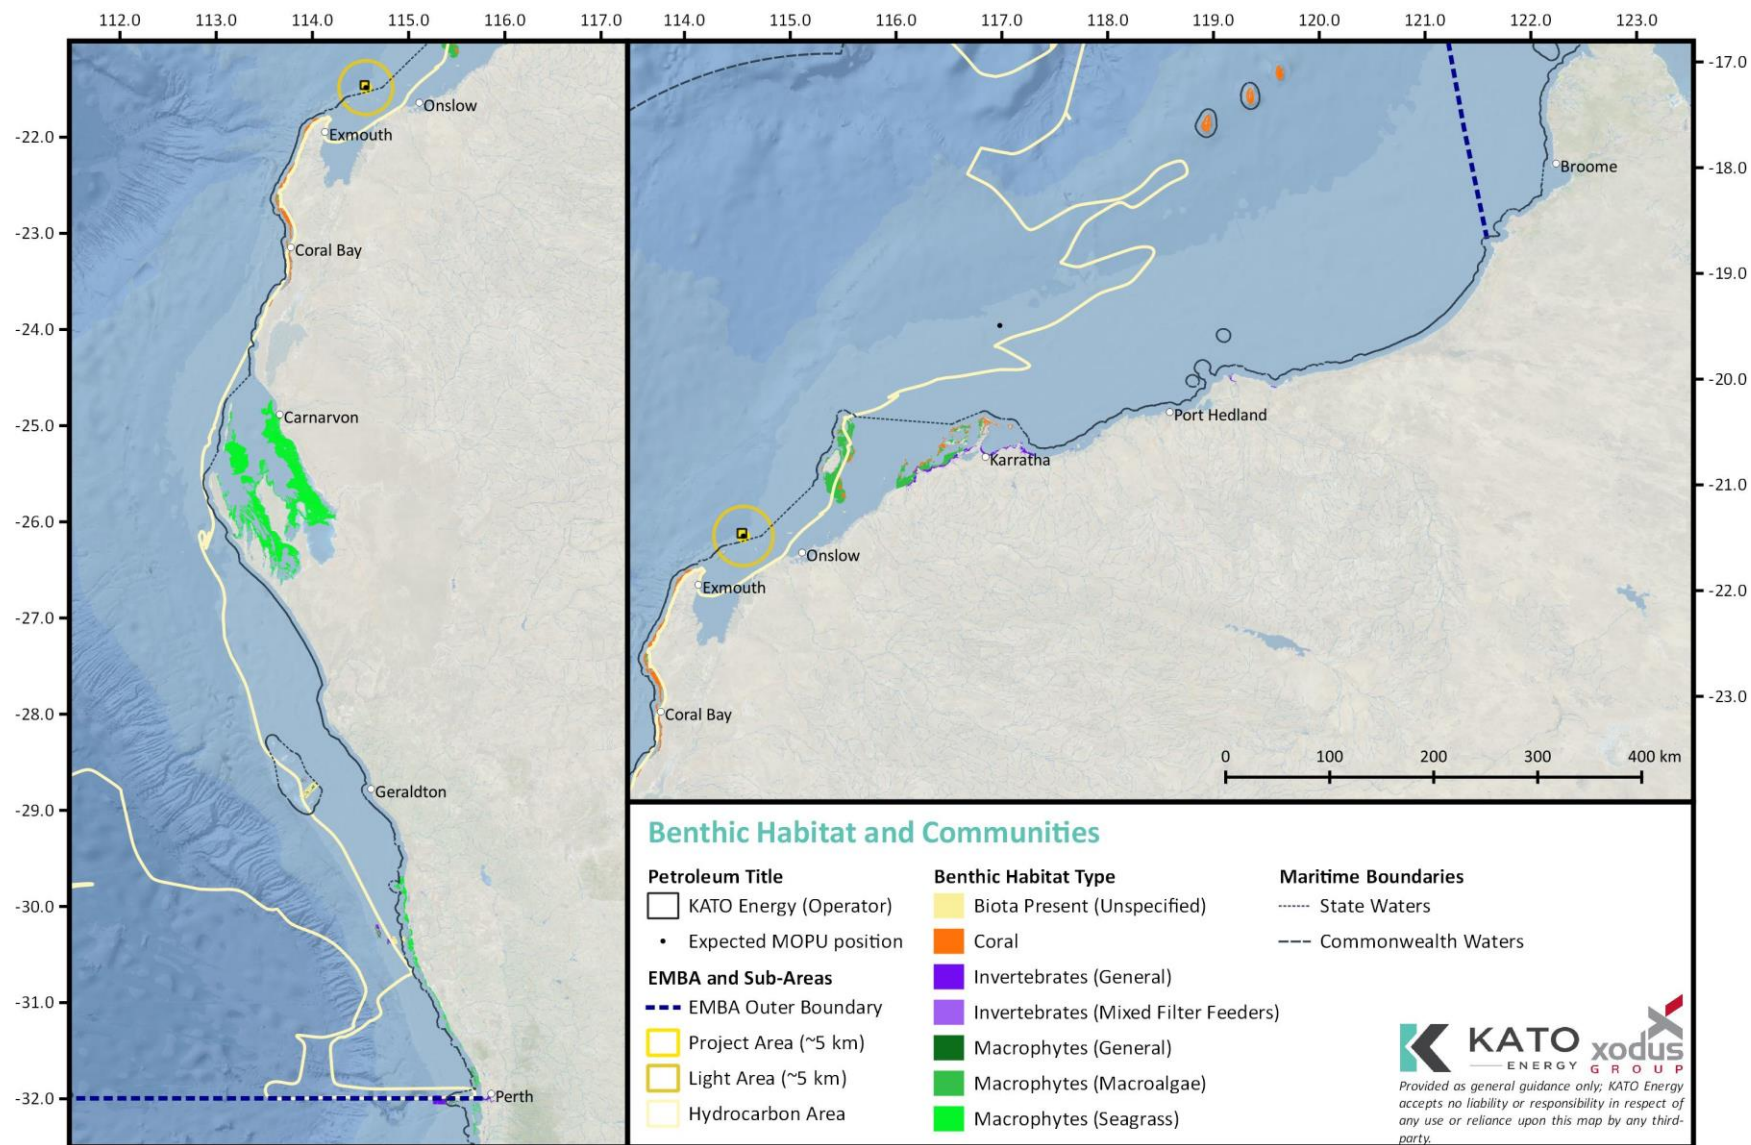 112.0 113.0 114.0 115.0 116.0 117.0 114.0 115.0 116.0 117.0 118.0 119.0 120.0 121.0 122.0 123.0
-22.0
-23.0
-24.0
-25.0
-26.0
-27.0
-28.0
-29.0
-30.0
-31.0
-32.0
Onslow
Exmouth
Coral Bay
Carnarvon
Geraldton
Perth
-17.0
-18.0
-19.0
-20.0
-21.0
-22.0
-23.0
Broome
Port Hedland
Karratha
Onslow
Exmouth
Coral Bay
0 100 200 300 400 km
Benthic Habitat and Communities
Petroleum Title
KATO Energy (Operator)
Expected MOPU position
EMBA and Sub-Areas
EMBA Outer Boundary
Project Area (~5 km)
Light Area (~5 km)
Hydrocarbon Area
Benthic Habitat Type
Biota Present (Unspecified)
Coral
Invertebrates (General)
Invertebrates (Mixed Filter Feeders)
Macrophytes (General)
Macrophytes (Macroalgae)
Macrophytes (Seagrass)
Maritime Boundaries
State Waters
Commonwealth Waters
KATO
ENERGY
xodus
GROUP
Provided as general guidance only; KATO Energy
accepts no liability or responsibility in respect of
any use or reliance upon this map by any third-
party.